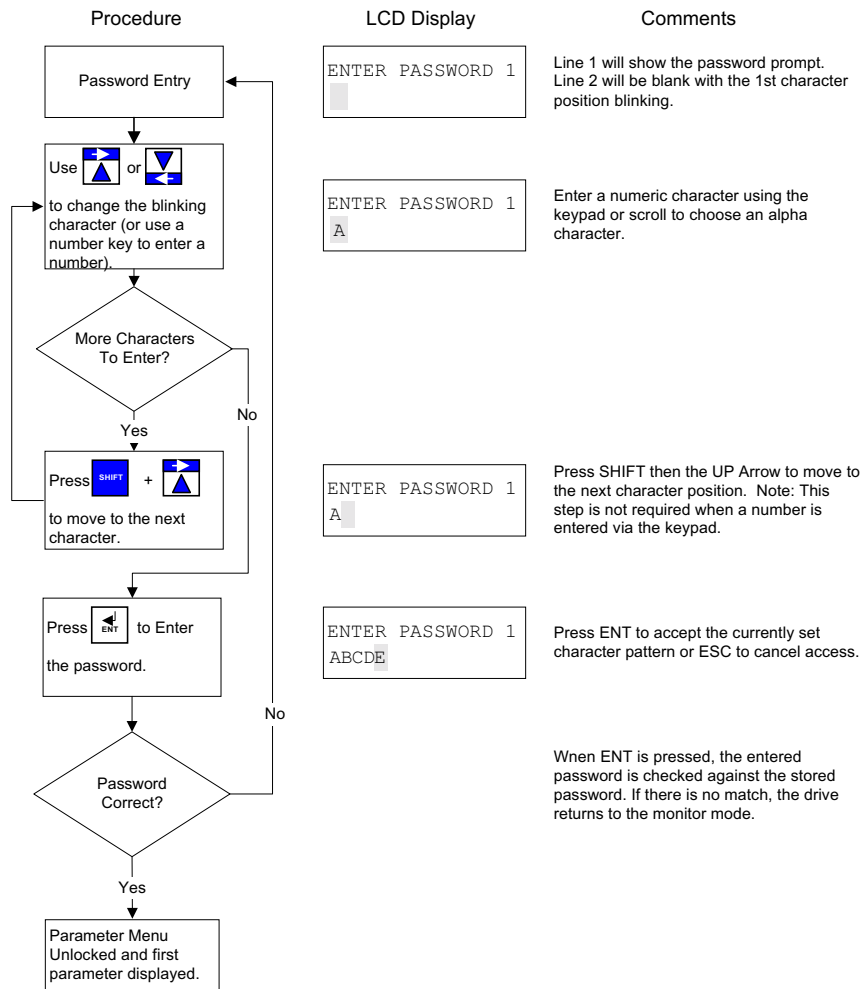 Procedure
LCD Display
Comments
Password Entry
ENTER PASSWORD 1
Line 1 will show the password prompt.
Line 2 will be blank with the 1st character
position blinking.
Use or
to change the blinking
character (or use a
number key to enter a
number).
ENTER PASSWORD 1
A
Enter a numeric character using the
keypad or scroll to choose an alpha
character.
More Characters
To Enter?
No
Yes
Press SHIFT +
to move to the next
character.
ENTER PASSWORD 1
A
Press SHIFT then the UP Arrow to move to
the next character position. Note: This
step is not required when a number is
entered via the keypad.
Press ENT to Enter
the password.
ENTER PASSWORD 1
ABCDE
Press ENT to accept the currently set
character pattern or ESC to cancel access.
No
Password
Correct?
Wnen ENT is pressed, the entered
password is checked against the stored
password. If there is no match, the drive
returns to the monitor mode.
Yes
Parameter Menu
Unlocked and first
parameter displayed.